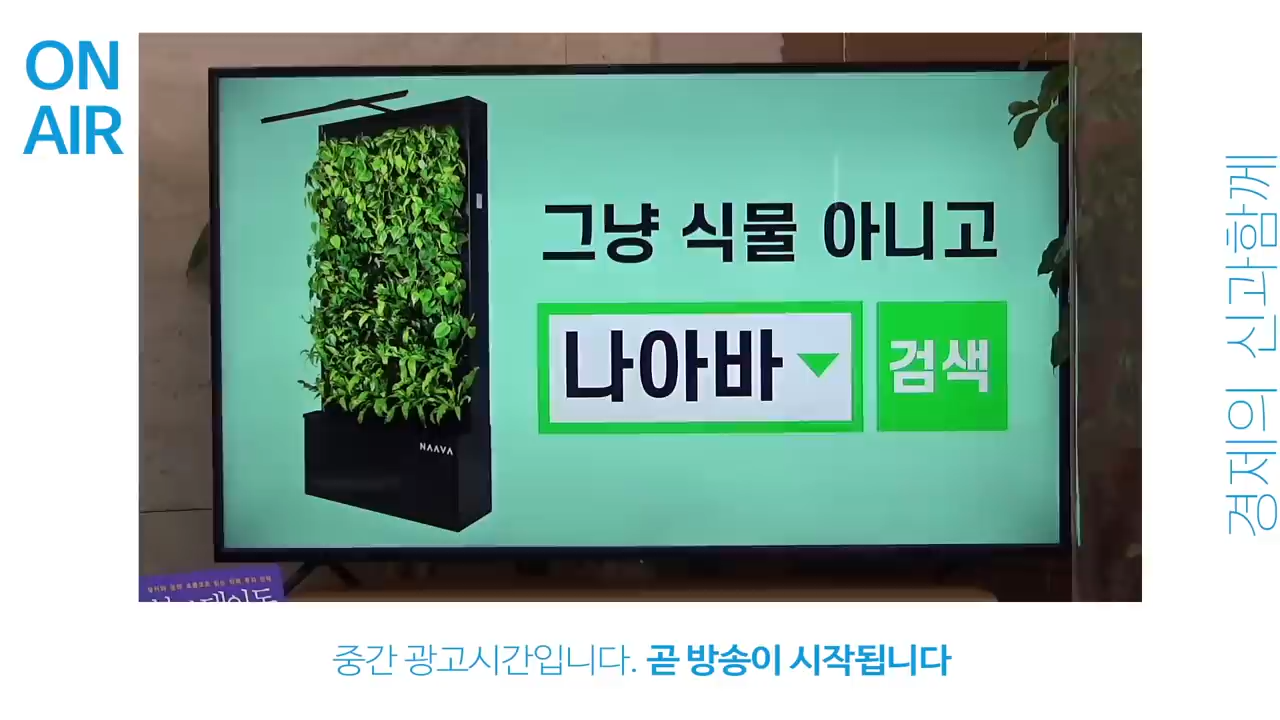 ON
AIR
그냥 식물 아니고
나아바
검색
NAAVA
경제의 신과함께
중간 광고시간입니다. 곧 방송이 시작됩니다